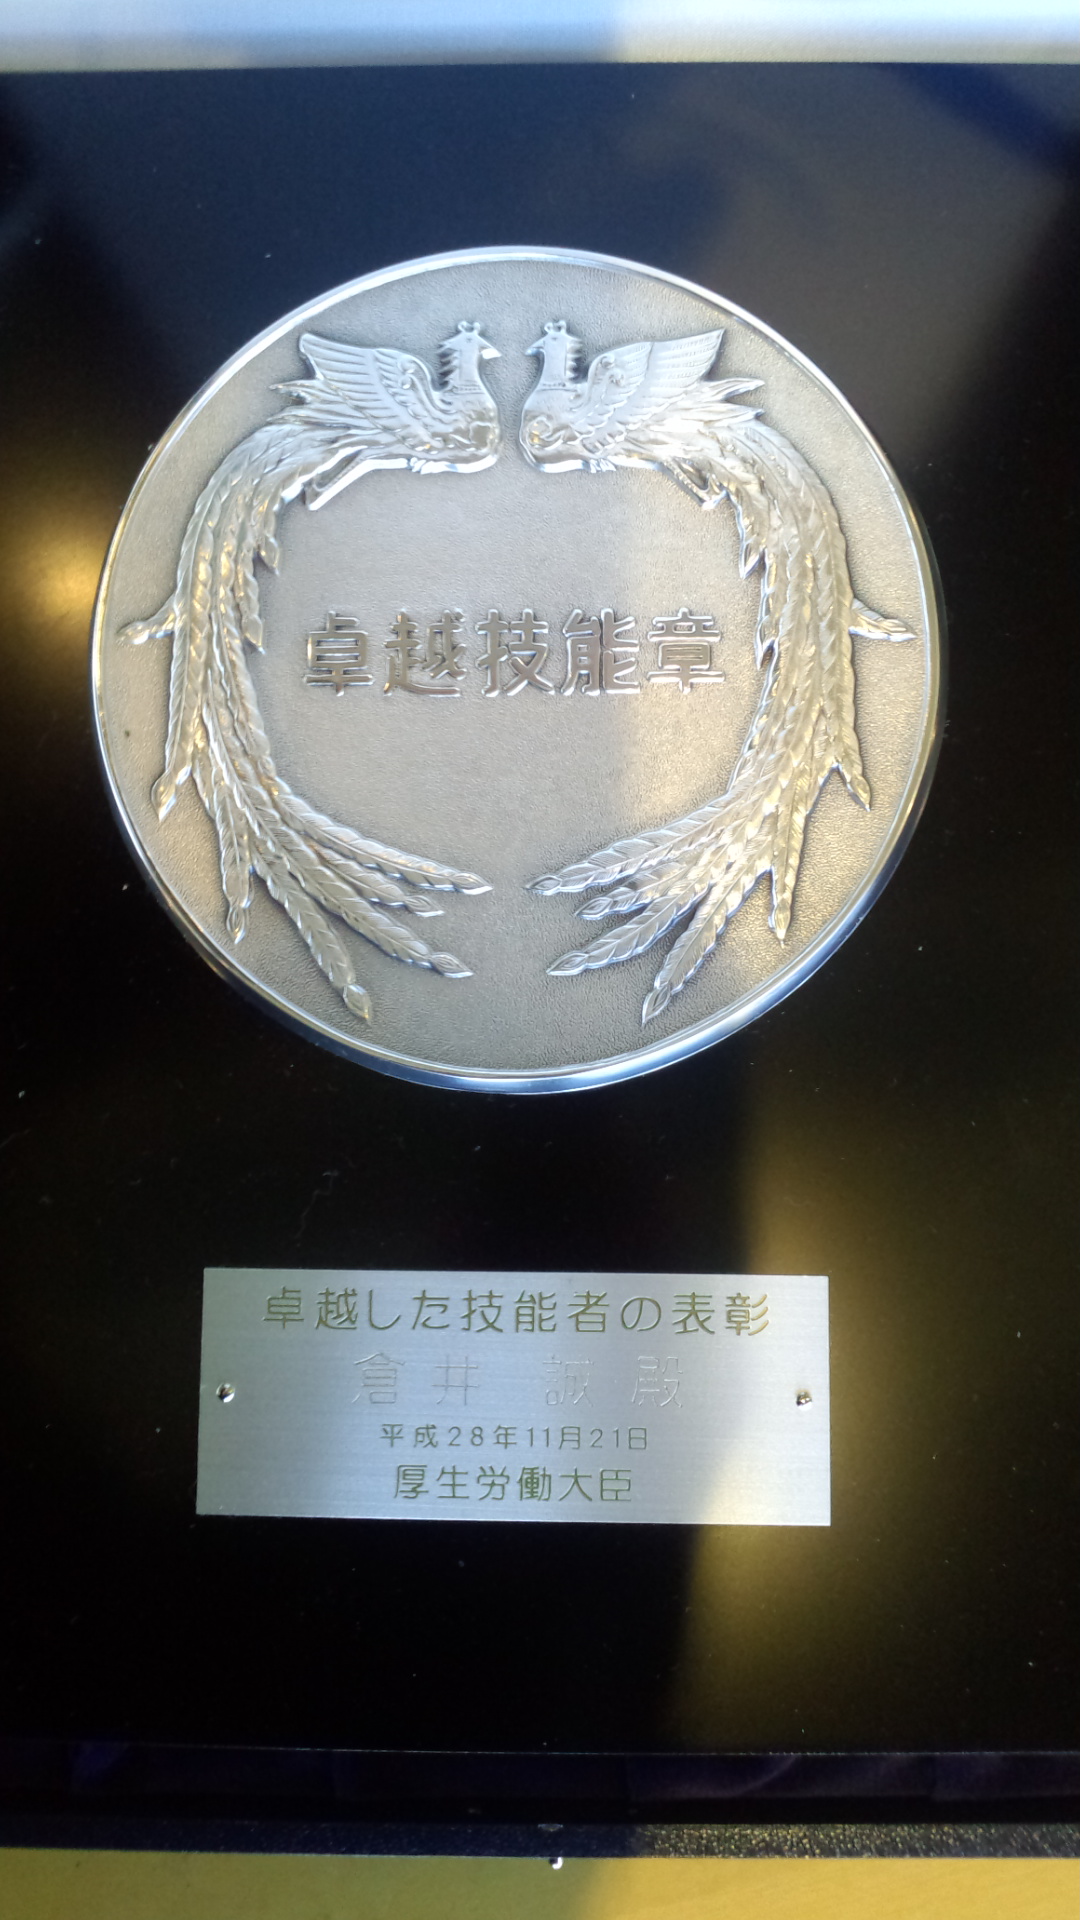 卓越技能章
卓越した技能者の表彰
倉井 誠 殿
平成28年11月21日
厚生労働大臣